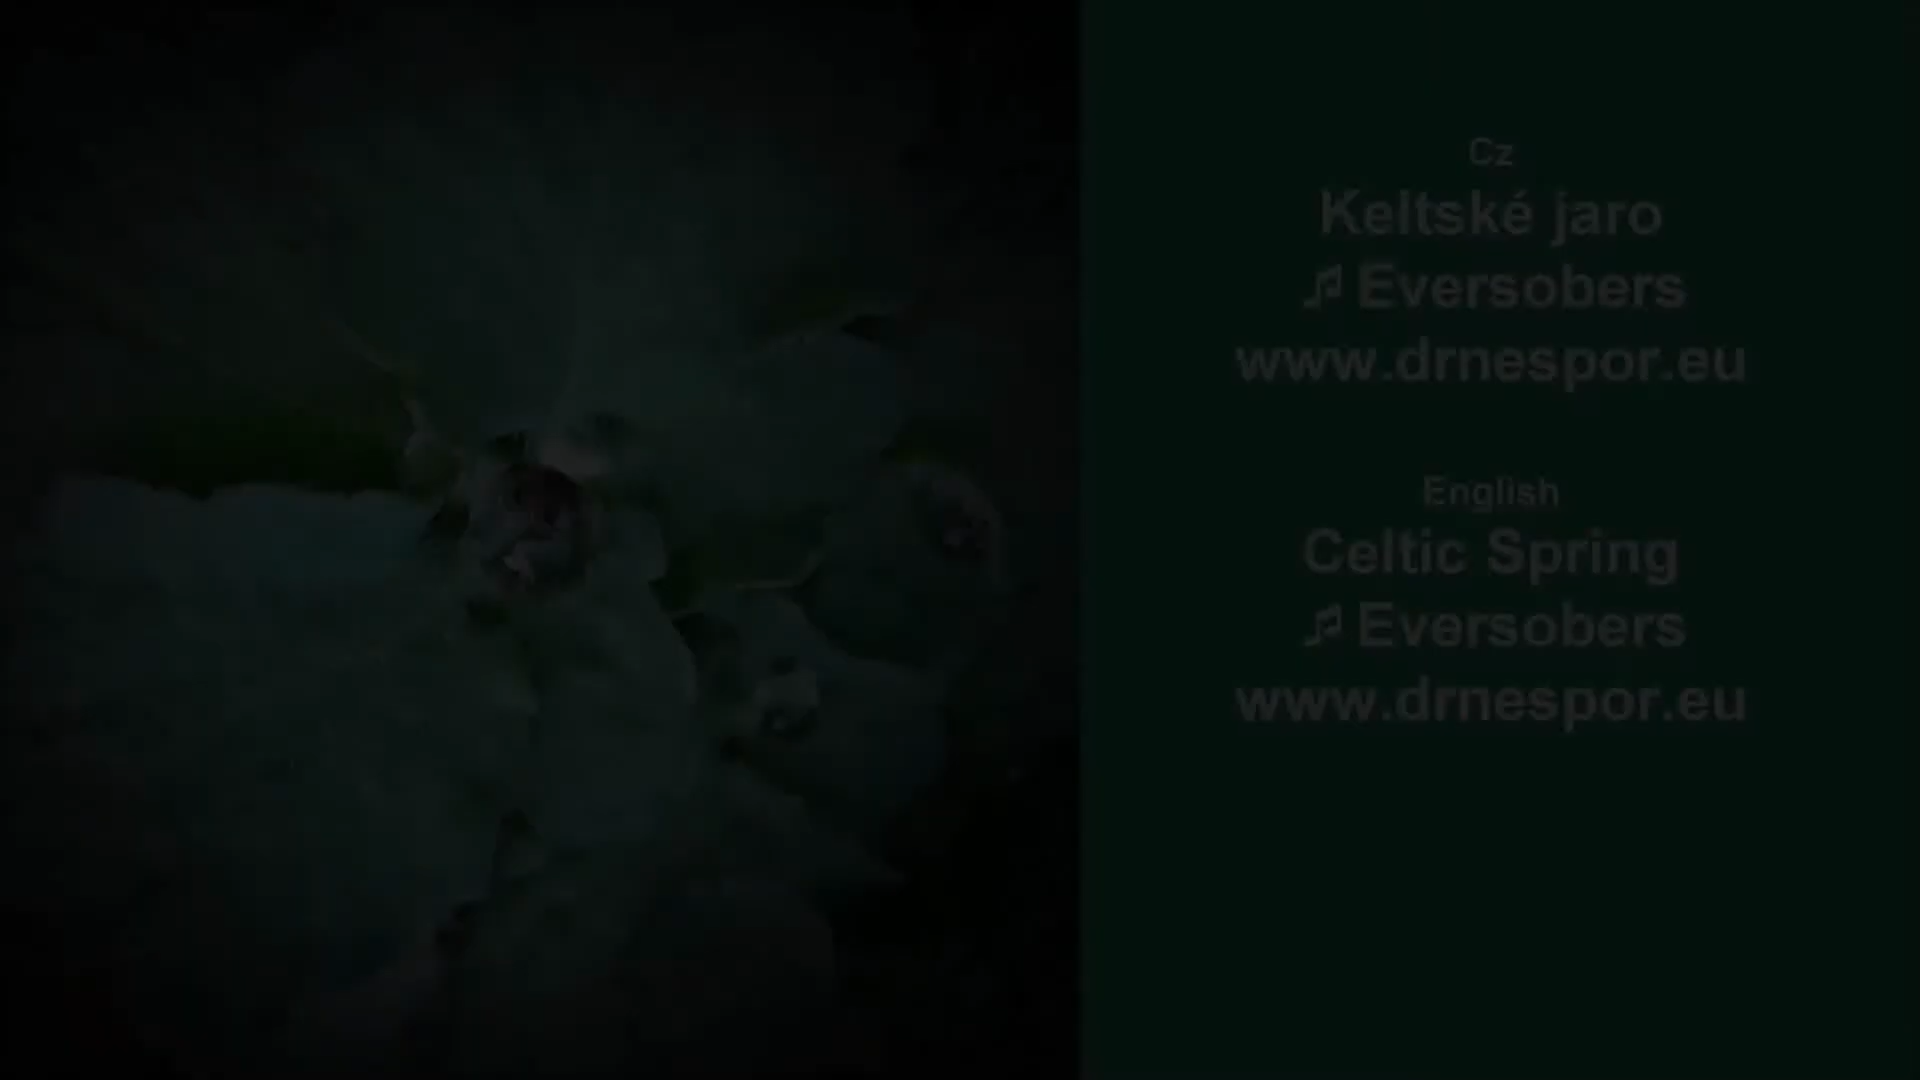 Cz
Keltské jaro
♫ Eversobers
www.drnespor.eu
English
Celtic Spring
♫ Eversobers
www.drnespor.eu